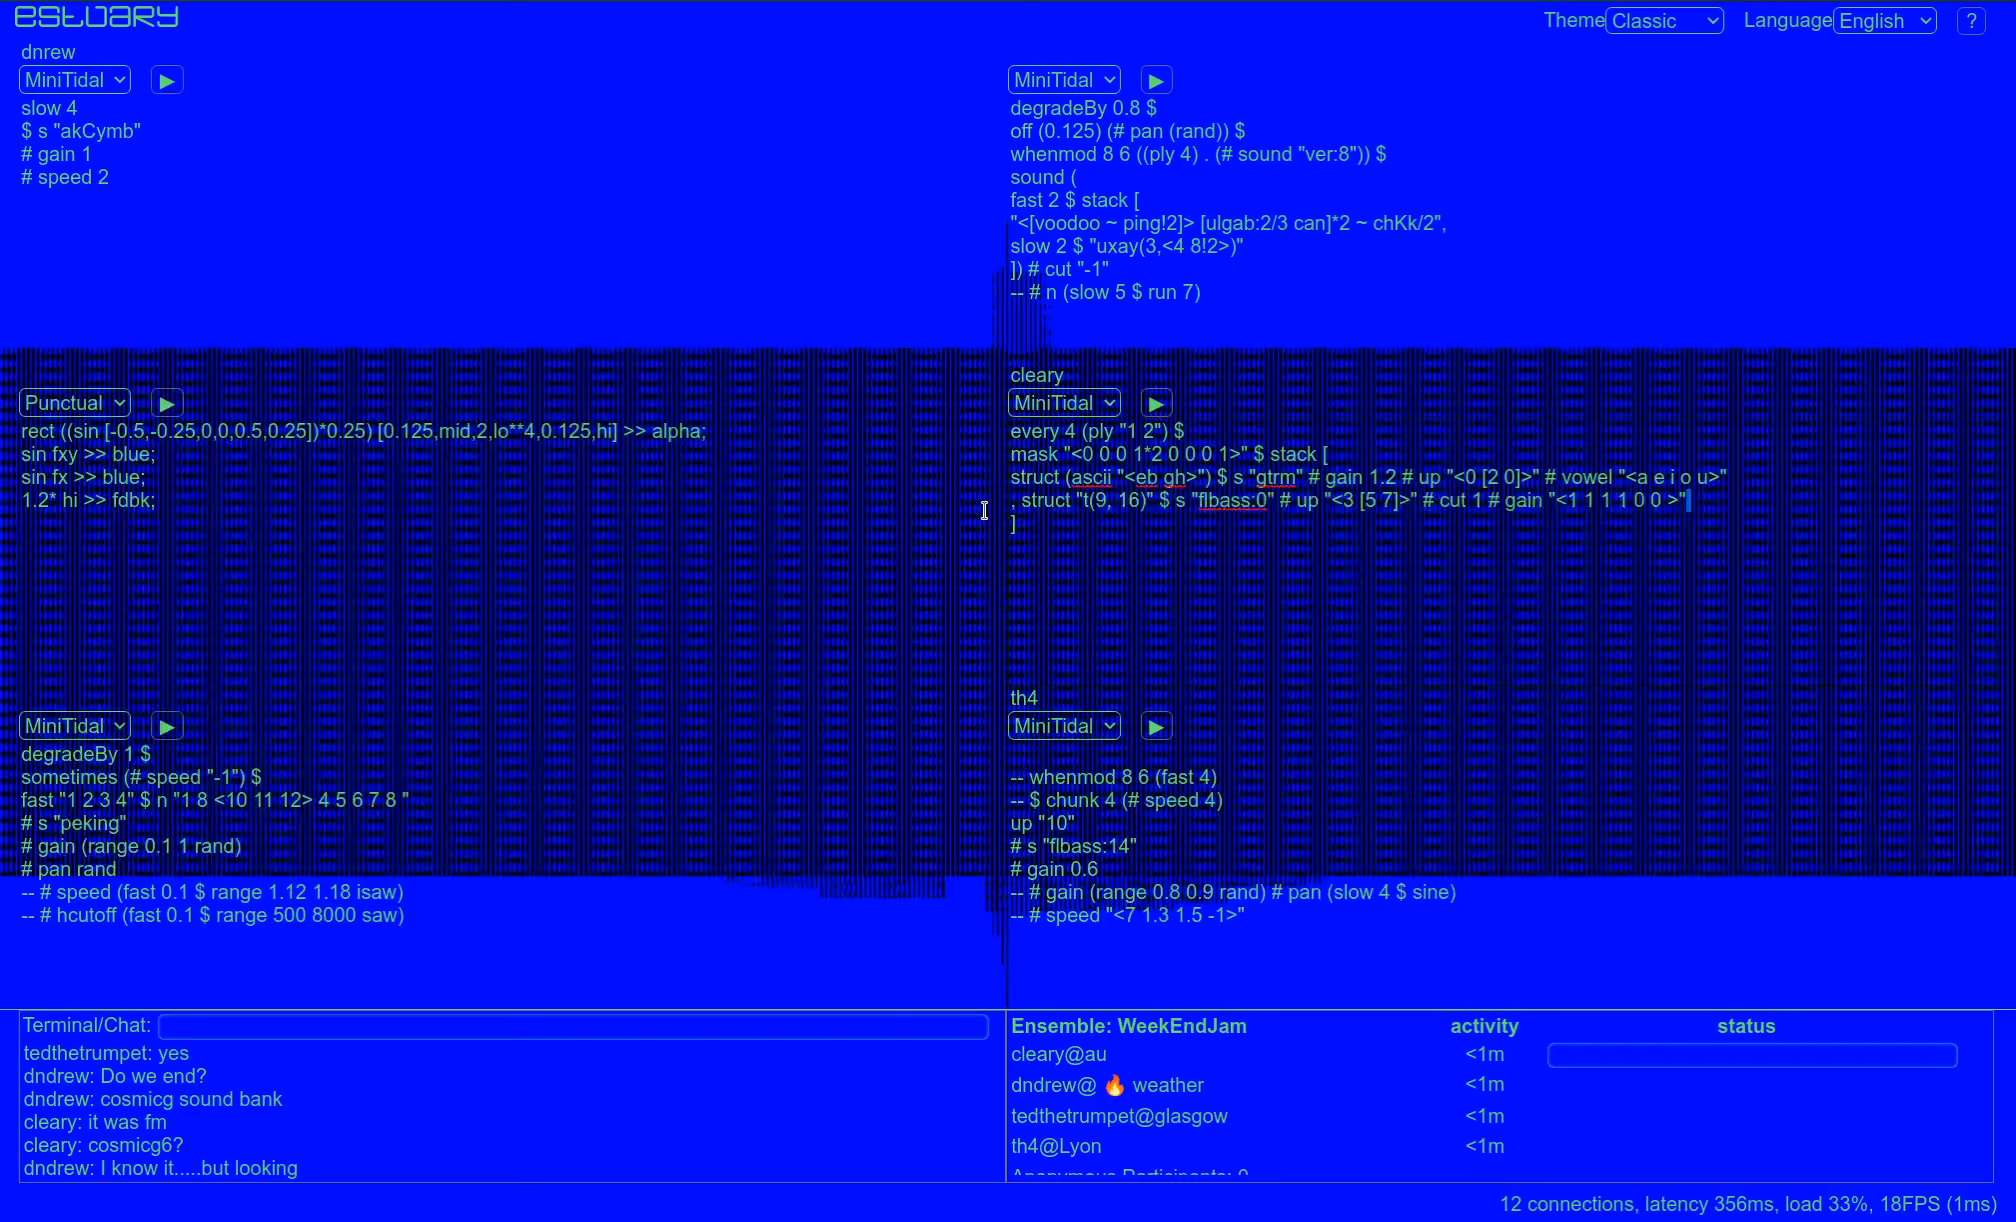 estuary
Theme Classic Language English ?
dnrew
MiniTidal ▶
slow 4
$ s "akCymb"
# gain 1
# speed 2
MiniTidal ▶
degradeBy 0.8 $
off (0.125) (# pan (rand)) $
whenmod 8 6 ((ply 4) . (# sound "ver:8")) $
sound (
fast 2 $ stack [
"<[voodoo ~ ping!2]> [ulgab:2/3 can]*2 ~ chKk/2",
slow 2 $ "uxay(3,<4 8!2>)"
]) # cut "-1"
-- # n (slow 5 $ run 7)
Punctual ▶
rect ((sin [-0.5,-0.25,0,0,0.5,0.25])*0.25) [0.125,mid,2,lo**4,0.125,hi] >> alpha;
sin fxy >> blue;
sin fx >> blue;
1.2* hi >> fdbk;
cleary
MiniTidal ▶
every 4 (ply "1 2") $
mask "<0 0 0 1*2 0 0 0 1>" $ stack [
struct (ascii "<eb gh>") $ s "gtrm" # gain 1.2 # up "<0 [2 0]>" # vowel "<a e i o u>"
, struct "t(9, 16)" $ s "flbass:0" # up "<3 [5 7]>" # cut 1 # gain "<1 1 1 1 0 0 >"
]
MiniTidal ▶
degradeBy 1 $
sometimes (# speed "-1") $
fast "1 2 3 4" $ n "1 8 <10 11 12> 4 5 6 7 8 "
# s "peking"
# gain (range 0.1 1 rand)
# pan rand
-- # speed (fast 0.1 $ range 1.12 1.18 isaw)
-- # hcutoff (fast 0.1 $ range 500 8000 saw)
th4
MiniTidal ▶
-- whenmod 8 6 (fast 4)
-- $ chunk 4 (# speed 4)
up "10"
# s "flbass:14"
# gain 0.6
-- # gain (range 0.8 0.9 rand) # pan (slow 4 $ sine)
-- # speed "<7 1.3 1.5 -1>"
Terminal/Chat:
tedthetrumpet: yes
dndrew: Do we end?
dndrew: cosmicg sound bank
cleary: it was fm
cleary: cosmicg6?
dndrew: I know it.....but looking
Ensemble: WeekEndJam activity status
cleary@au <1m
dndrew@ 🔥 weather <1m
tedthetrumpet@glasgow <1m
th4@Lyon <1m
Anonymous Participants: 0
12 connections, latency 356ms, load 33%, 18FPS (1ms)